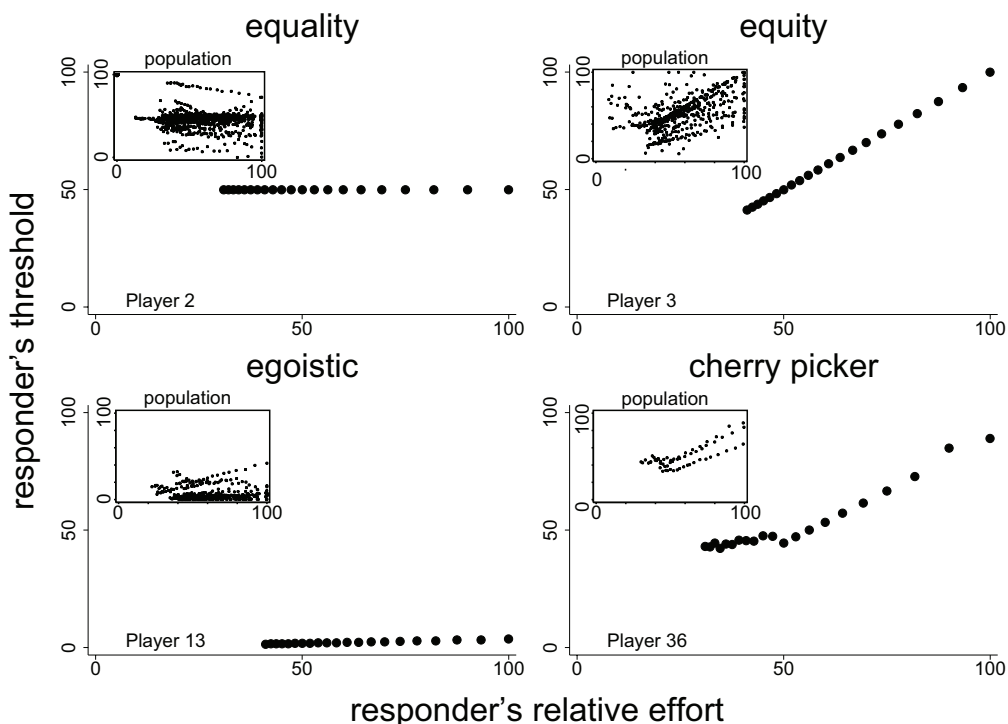 equality
population
100
0
0
100
100
50
0
Player 2
0
50
100
equity
population
100
0
0
100
100
50
0
Player 3
0
50
100
responder's threshold
egoistic
population
100
0
0
100
100
50
0
Player 13
0
50
100
cherry picker
population
100
0
0
100
100
50
0
Player 36
0
50
100
responder's relative effort